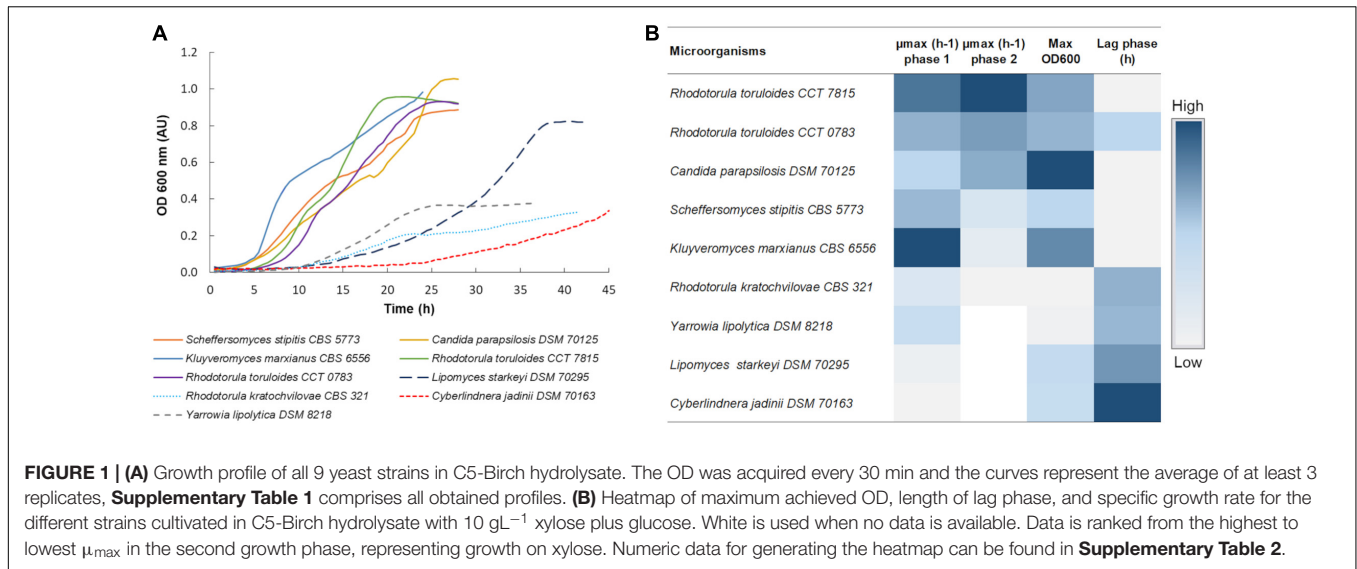 A
OD 600 nm (AU)
1.2
1.0
0.8
0.6
0.4
0.2
0.0
0 5 10 15 20 25 30 35 40 45
Time (h)
Scheffersomyces stipitis CBS 5773
Candida parapsilosis DSM 70125
Kluyveromyces marxianus CBS 6556
Rhodotorula toruloides CCT 7815
Rhodotorula toruloides CCT 0783
Lipomyces starkeyi DSM 70295
Rhodotorula kratochvilovae CBS 321
Cyberlindnera jadinii DSM 70163
Yarrowia lipolytica DSM 8218
B
Microorganisms
µmax (h-1) phase 1
µmax (h-1) phase 2
Max OD600
Lag phase (h)
Rhodotorula toruloides CCT 7815
Rhodotorula toruloides CCT 0783
Candida parapsilosis DSM 70125
Scheffersomyces stipitis CBS 5773
Kluyveromyces marxianus CBS 6556
Rhodotorula kratochvilovae CBS 321
Yarrowia lipolytica DSM 8218
Lipomyces starkeyi DSM 70295
Cyberlindnera jadinii DSM 70163
High
Low
FIGURE 1 | (A) Growth profile of all 9 yeast strains in C5-Birch hydrolysate. The OD was acquired every 30 min and the curves represent the average of at least 3
replicates, Supplementary Table 1 comprises all obtained profiles. (B) Heatmap of maximum achieved OD, length of lag phase, and specific growth rate for the
different strains cultivated in C5-Birch hydrolysate with 10 gL⁻¹ xylose plus glucose. White is used when no data is available. Data is ranked from the highest to
lowest μmax in the second growth phase, representing growth on xylose. Numeric data for generating the heatmap can be found in Supplementary Table 2.